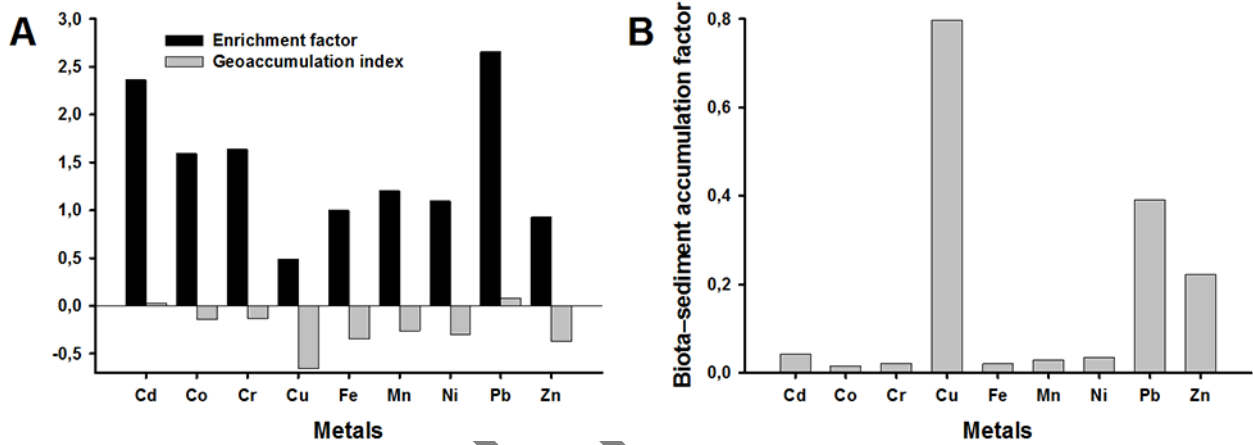 A
Enrichment factor
Geoaccumulation index
3,0
2,5
2,0
1,5
1,0
0,5
0,0
-0,5
Cd Co Cr Cu Fe Mn Ni Pb Zn
Metals
B
Biota–sediment accumulation factor
0,8
0,6
0,4
0,2
0,0
Cd Co Cr Cu Fe Mn Ni Pb Zn
Metals